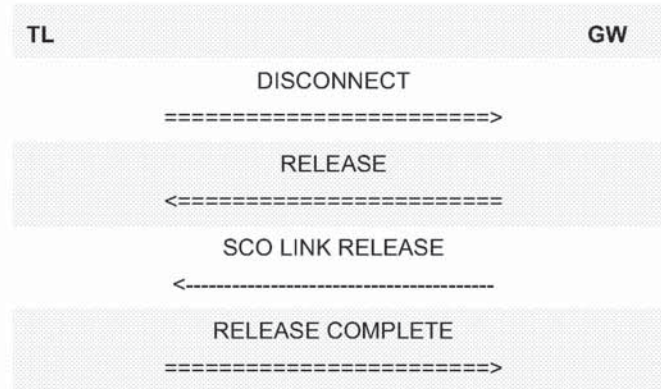 TL GW
DISCONNECT
========================>
RELEASE
<========================
SCO LINK RELEASE
<----------------------------------------
RELEASE COMPLETE
========================>